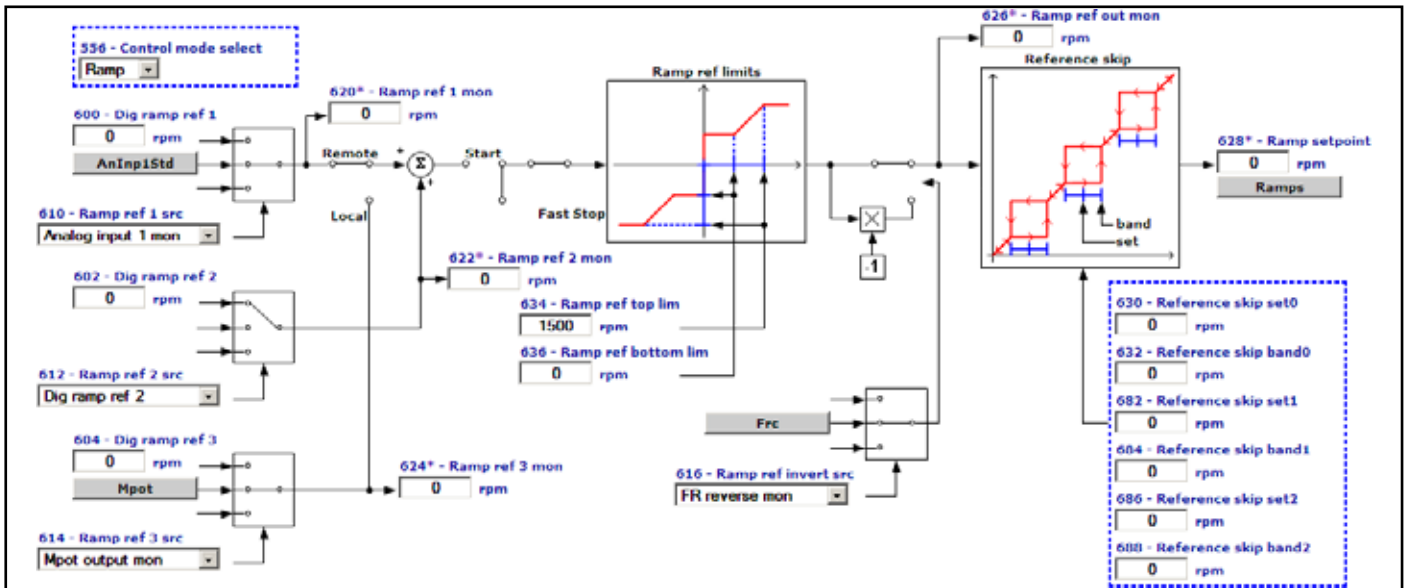 556 - Control mode select
Ramp
600 - Dig ramp ref 1
0 rpm
AnInp1Std
610 - Ramp ref 1 src
Analog input 1 mon
602 - Dig ramp ref 2
0 rpm
612 - Ramp ref 2 src
Dig ramp ref 2
604 - Dig ramp ref 3
0 rpm
Mpot
614 - Ramp ref 3 src
Mpot output mon
620* - Ramp ref 1 mon
0 rpm
Remote
Local
+
Σ
+
Start
Fast Stop
622* - Ramp ref 2 mon
0 rpm
624* - Ramp ref 3 mon
0 rpm
Ramp ref limits
634 - Ramp ref top lim
1500 rpm
636 - Ramp ref bottom lim
0 rpm
Frc
616 - Ramp ref invert src
FR reverse mon
-1
626* - Ramp ref out mon
0 rpm
Reference skip
band
set
628* - Ramp setpoint
0 rpm
Ramps
630 - Reference skip set0
0 rpm
632 - Reference skip band0
0 rpm
682 - Reference skip set1
0 rpm
684 - Reference skip band1
0 rpm
686 - Reference skip set2
0 rpm
688 - Reference skip band2
0 rpm